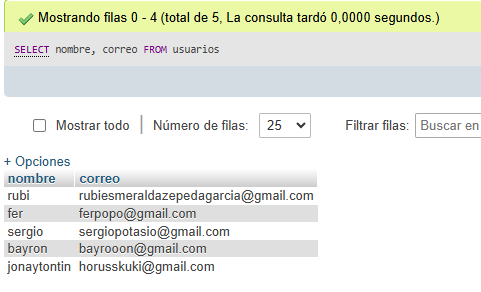 Mostrando filas 0 - 4 (total de 5, La consulta tardó 0,0000 segundos.)
SELECT nombre, correo FROM usuarios
Mostrar todo | Número de filas: 25 Filtrar filas: Buscar en
+ Opciones
nombre correo
rubi rubiesmeraldazepedagarcia@gmail.com
fer ferpopo@gmail.com
sergio sergiopotasio@gmail.com
bayron bayrooon@gmail.com
jonaytontin horusskuki@gmail.com